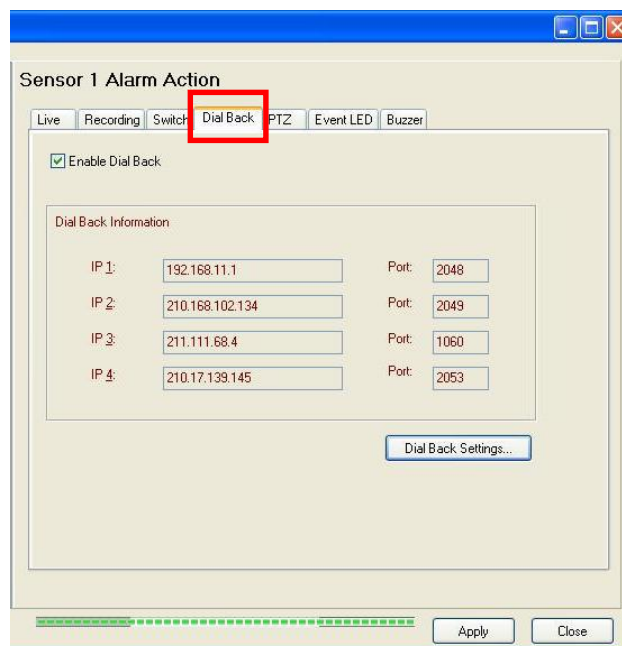 Sensor 1 Alarm Action
Live Recording Switch Dial Back PTZ Event LED Buzzer
Enable Dial Back
Dial Back Information
IP 1: 192.168.11.1 Port: 2048
IP 2: 210.168.102.134 Port: 2049
IP 3: 211.111.68.4 Port: 1060
IP 4: 210.17.139.145 Port: 2053
Dial Back Settings...
Apply Close